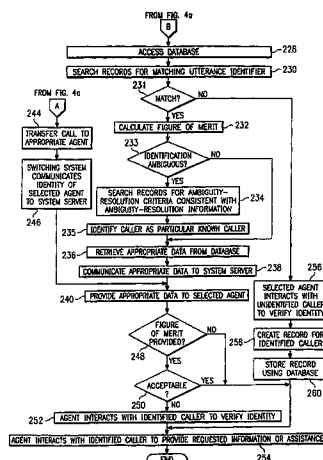 FROM FIG. 4a
B
ACCESS DATABASE
228
SEARCH RECORDS FOR MATCHING UTTERANCE IDENTIFIER
230
231
MATCH?
NO
YES
FROM FIG. 4c
A
244
TRANSFER CALL TO
APPROPRIATE AGENT
SWITCHING SYSTEM
COMMUNICATES
IDENTITY OF
SELECTED AGENT
TO SYSTEM SERVER
246
CALCULATE FIGURE OF MERIT
232
233
IDENTIFICATION
AMBIGUOUS?
NO
YES
SEARCH RECORDS FOR AMBIGUITY-
RESOLUTION CRITERIA CONSISTENT WITH
AMBIGUITY-RESOLUTION INFORMATION
234
235
IDENTIFY CALLER AS PARTICULAR KNOWN CALLER
236
RETRIEVE APPROPRIATE DATA FROM DATABASE
COMMUNICATE APPROPRIATE DATA TO SYSTEM SERVER
238
240
PROVIDE APPROPRIATE DATA TO SELECTED AGENT
256
SELECTED AGENT
INTERACTS WITH
UNIDENTIFIED CALLER
TO VERIFY IDENTITY
258
CREATE RECORD FOR
IDENTIFIED CALLER
STORE RECORD
USING DATABASE
260
FIGURE
OF MERIT
PROVIDED?
248
NO
YES
ACCEPTABLE
?
250
YES
NO
252
AGENT INTERACTS WITH IDENTIFIED CALLER TO VERIFY IDENTITY
AGENT INTERACTS WITH IDENTIFIED CALLER TO PROVIDE REQUESTED INFORMATION OR ASSISTANCE
254
END